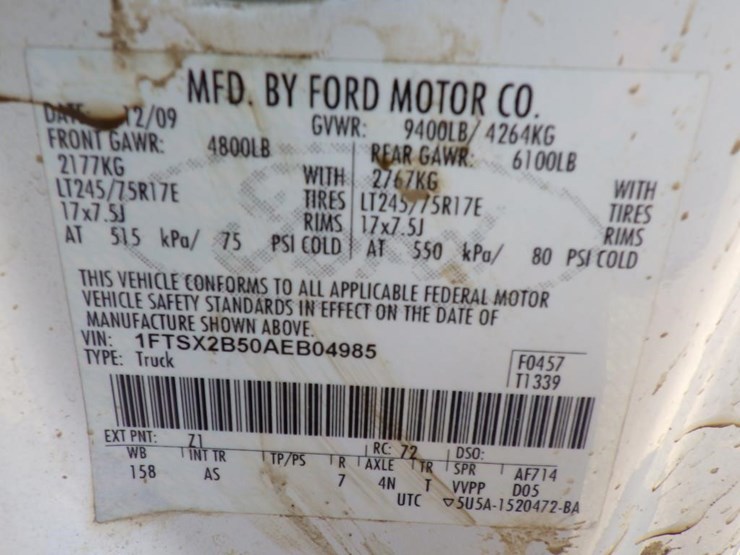 MFD. BY FORD MOTOR CO.
DATE 12/09 GVWR: 9400LB/ 4264KG
FRONT GAWR: 4800LB REAR GAWR: 6100LB
2177KG WITH 2767KG WITH
LT245/75R17E TIRES LT245/75R17E TIRES
17x7.5J RIMS 17x7.5J RIMS
AT 515 kPa/ 75 PSI COLD AT 550 kPa/ 80 PSI COLD
THIS VEHICLE CONFORMS TO ALL APPLICABLE FEDERAL MOTOR
VEHICLE SAFETY STANDARDS IN EFFECT ON THE DATE OF
MANUFACTURE SHOWN ABOVE.
VIN: 1FTSX2B50AEB04985 F0457
TYPE: Truck T1339
EXT PNT: Z1 RC: 72 DSO:
WB INT TR TP/PS R AXLE TR SPR AF714
158 AS 7 4N T VVPP D05
UTC ▽5U5A-1520472-BA